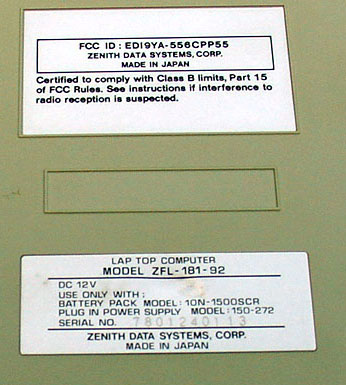 FCC ID : EDI9YA-556CPP55
ZENITH DATA SYSTEMS, CORP.
MADE IN JAPAN
Certified to comply with Class B limits, Part 15
of FCC Rules. See instructions if interference to
radio reception is suspected.
LAP TOP COMPUTER
MODEL ZFL-181-92
DC 12V
USE ONLY WITH :
BATTERY PACK MODEL: 10N-1500SCR
PLUG IN POWER SUPPLY MODEL: 150-272
SERIAL NO. 7801240113
ZENITH DATA SYSTEMS, CORP.
MADE IN JAPAN